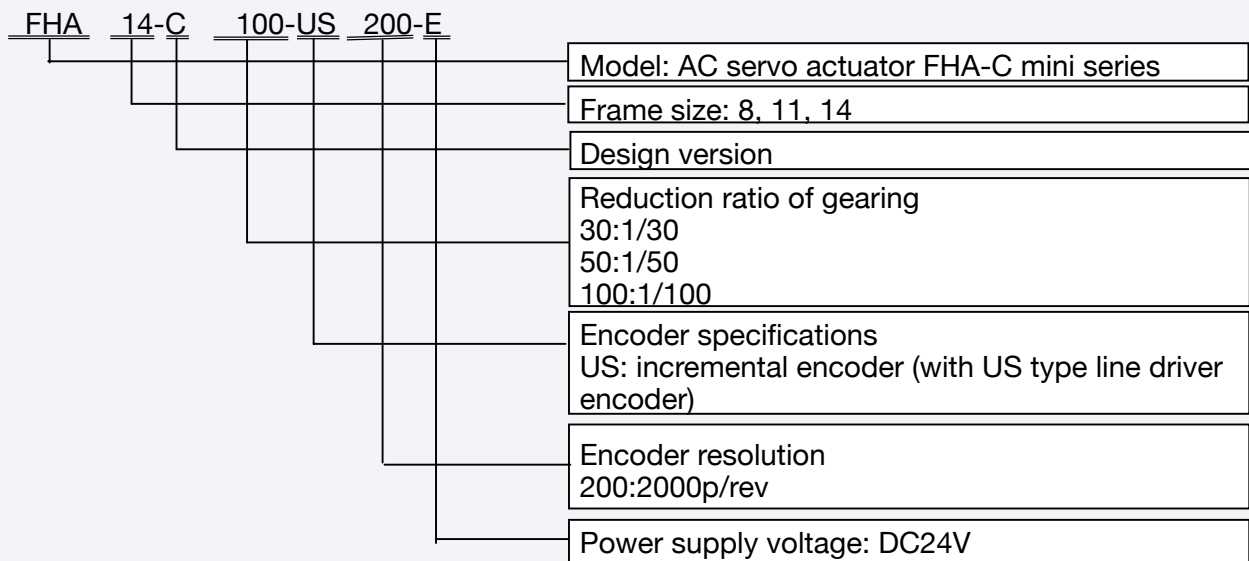 FHA 14-C 100-US 200-E
Model: AC servo actuator FHA-C mini series
Frame size: 8, 11, 14
Design version
Reduction ratio of gearing
30:1/30
50:1/50
100:1/100
Encoder specifications
US: incremental encoder (with US type line driver
encoder)
Encoder resolution
200:2000p/rev
Power supply voltage: DC24V